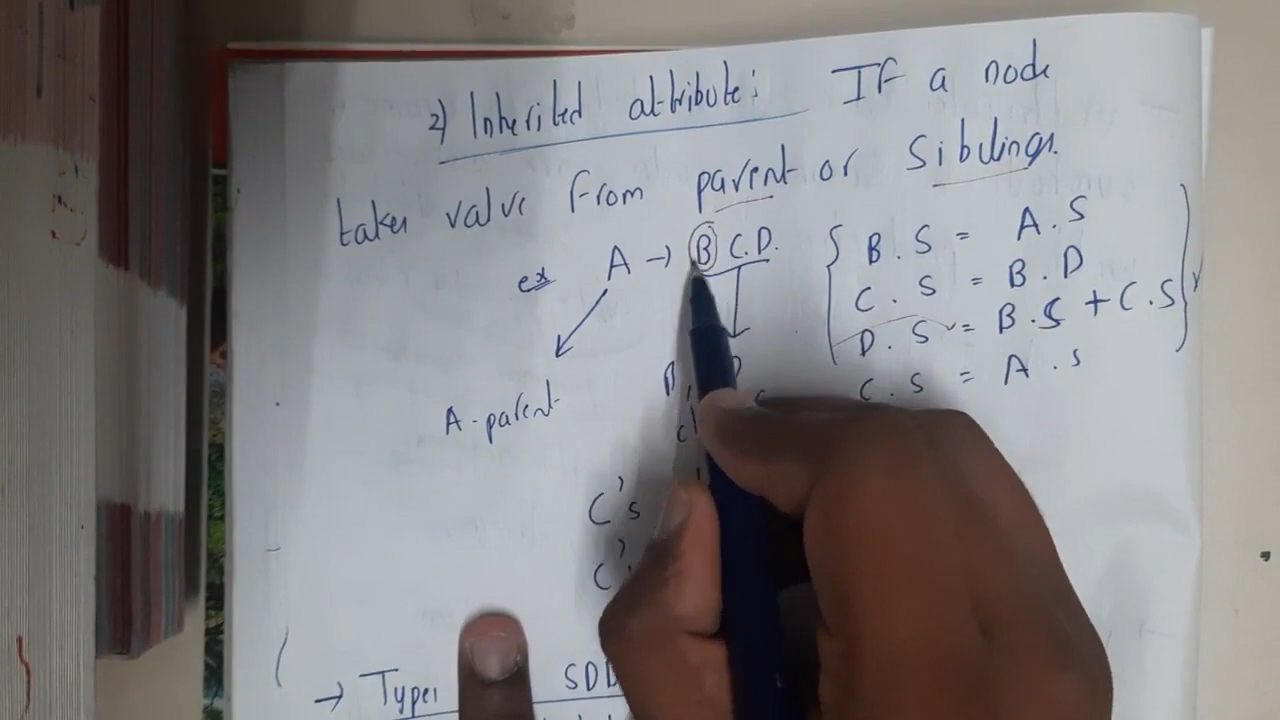 2) Inherited attribute: IF a node
takes value from parent or siblings.
ex A → B C.D. { B.S = A.S
C.S = B.D
D.S = B.S + C.S }
C.S = A.s
A-parent
C's
→ Types SDD